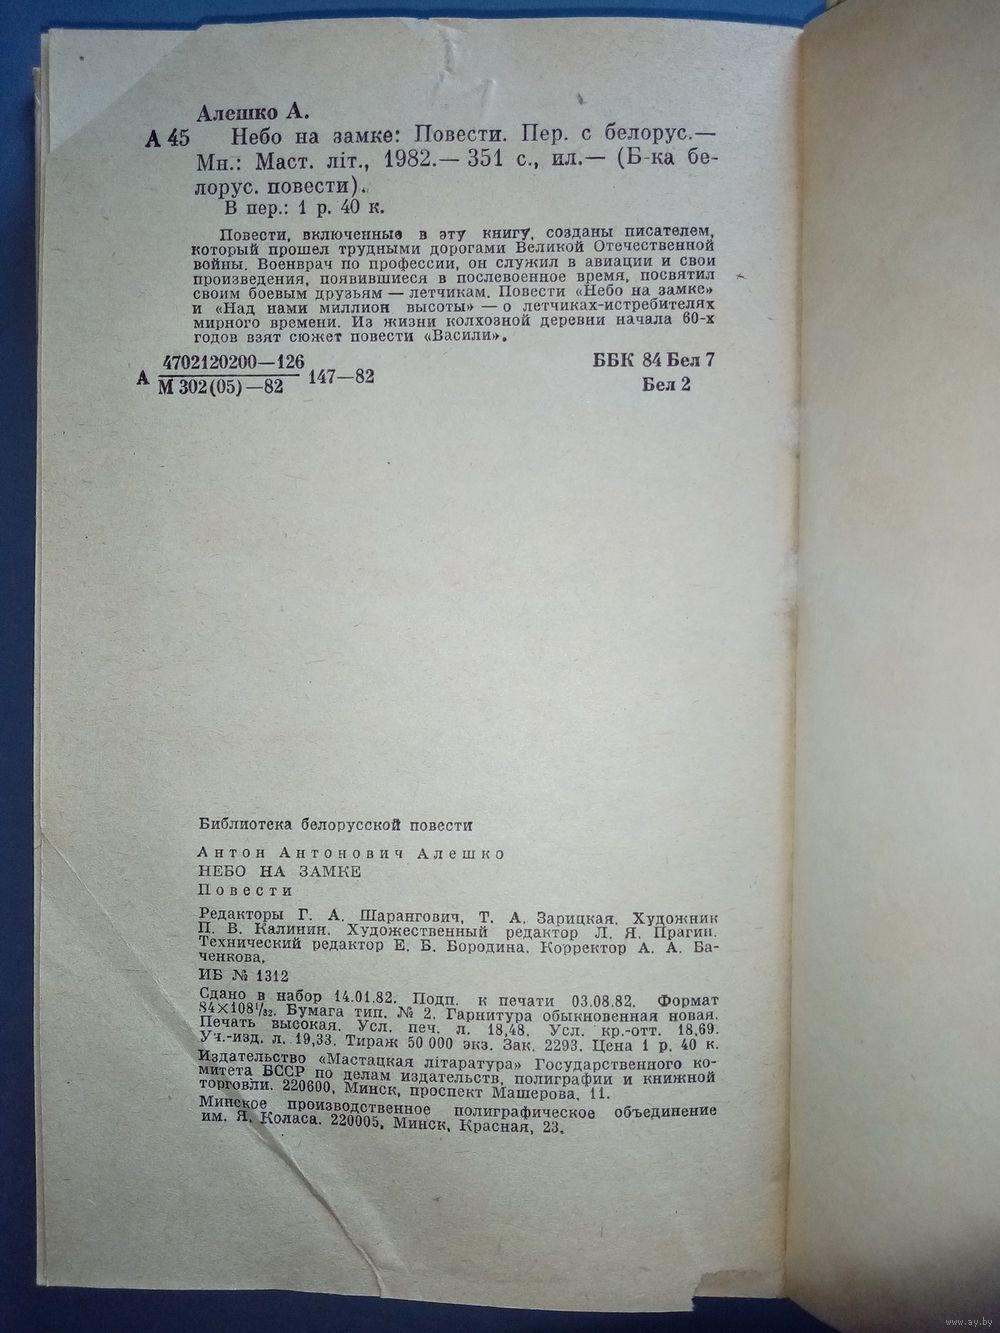 Алешко А.
А 45 Небо на замке: Повести. Пер. с белорус.—
Мн.: Маст. літ., 1982.— 351 с., ил.— (Б-ка бе-
лорус. повести).
В пер.: 1 р. 40 к.
Повести, включенные в эту книгу, созданы писателем,
который прошел трудными дорогами Великой Отечественной
войны. Военврач по профессии, он служил в авиации и свои
произведения, появившиеся в послевоенное время, посвятил
своим боевым друзьям — летчикам. Повести «Небо на замке»
и «Над нами миллион высоты» — о летчиках-истребителях
мирного времени. Из жизни колхозной деревни начала 60-х
годов взят сюжет повести «Васили».
4702120200—126
А 147—82
М 302(05)—82
ББК 84 Бел 7
Бел 2
Библиотека белорусской повести
Антон Антонович Алешко
НЕБО НА ЗАМКЕ
Повести
Редакторы Г. А. Шарангович, Т. А. Зарицкая. Художник
П. В. Калинин. Художественный редактор Л. Я. Прагин.
Технический редактор Е. Б. Бородина. Корректор А. А. Ба-
ченкова.
ИБ № 1312
Сдано в набор 14.01.82. Подп. к печати 03.08.82. Формат
84×108¹/₃₂. Бумага тип. № 2. Гарнитура обыкновенная новая.
Печать высокая. Усл. печ. л. 18,48. Усл. кр.-отт. 18,69.
Уч.-изд. л. 19,33. Тираж 50 000 экз. Зак. 2293. Цена 1 р. 40 к.
Издательство «Мастацкая літаратура» Государственного ко-
митета БССР по делам издательств, полиграфии и книжной
торговли. 220600, Минск, проспект Машерова, 11.
Минское производственное полиграфическое объединение
им. Я. Коласа. 220005, Минск, Красная, 23.
www.ay.by